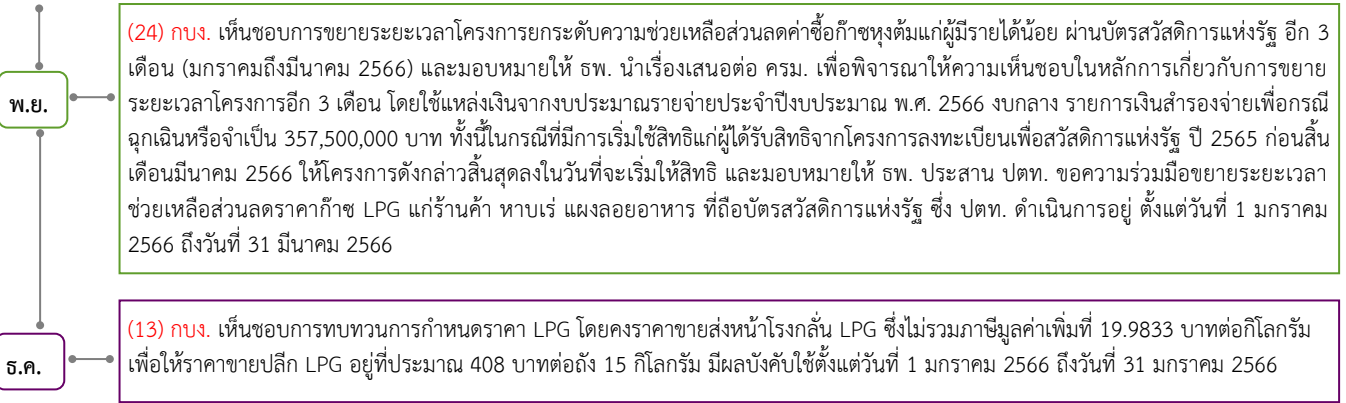 (24) กบง. เห็นชอบการขยายระยะเวลาโครงการยกระดับความช่วยเหลือส่วนลดค่าซื้อก๊าซหุงต้มแก่ผู้มีรายได้น้อย ผ่านบัตรสวัสดิการแห่งรัฐ อีก 3
เดือน (มกราคมถึงมีนาคม 2566) และมอบหมายให้ ธพ. นำเรื่องเสนอต่อ ครม. เพื่อพิจารณาให้ความเห็นชอบในหลักการเกี่ยวกับการขยาย
พ.ย.
ระยะเวลาโครงการอีก 3 เดือน โดยใช้แหล่งเงินจากงบประมาณรายจ่ายประจำปีงบประมาณ พ.ศ. 2566 งบกลาง รายการเงินสำรองจ่ายเพื่อกรณี
ฉุกเฉินหรือจำเป็น 357,500,000 บาท ทั้งนี้ในกรณีที่มีการเริ่มใช้สิทธิแก่ผู้ได้รับสิทธิจากโครงการลงทะเบียนเพื่อสวัสดิการแห่งรัฐ ปี 2565 ก่อนสิ้น
เดือนมีนาคม 2566 ให้โครงการดังกล่าวสิ้นสุดลงในวันที่จะเริ่มให้สิทธิ และมอบหมายให้ ธพ. ประสาน ปตท. ขอความร่วมมือขยายระยะเวลา
ช่วยเหลือส่วนลดราคาก๊าซ LPG แก่ร้านค้า หาบเร่ แผงลอยอาหาร ที่ถือบัตรสวัสดิการแห่งรัฐ ซึ่ง ปตท. ดำเนินการอยู่ ตั้งแต่วันที่ 1 มกราคม
2566 ถึงวันที่ 31 มีนาคม 2566
(13) กบง. เห็นชอบการทบทวนการกำหนดราคา LPG โดยคงราคาขายส่งหน้าโรงกลั่น LPG ซึ่งไม่รวมภาษีมูลค่าเพิ่มที่ 19.9833 บาทต่อกิโลกรัม
ธ.ค.
เพื่อให้ราคาขายปลีก LPG อยู่ที่ประมาณ 408 บาทต่อถัง 15 กิโลกรัม มีผลบังคับใช้ตั้งแต่วันที่ 1 มกราคม 2566 ถึงวันที่ 31 มกราคม 2566